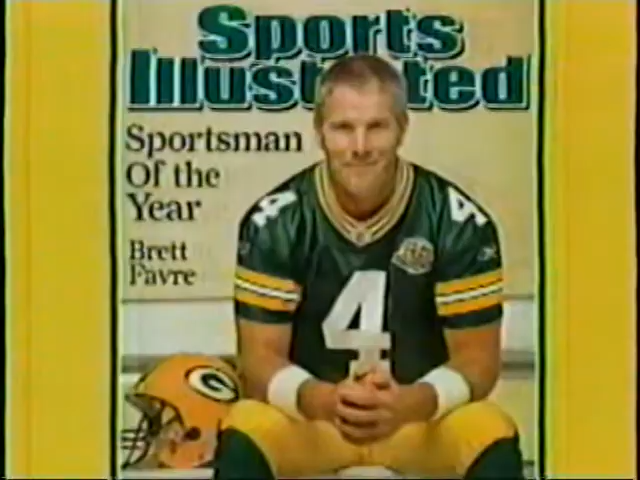 Sports
Illustrated
Sportsman
Of the
Year
Brett
Favre
4
4
4
G